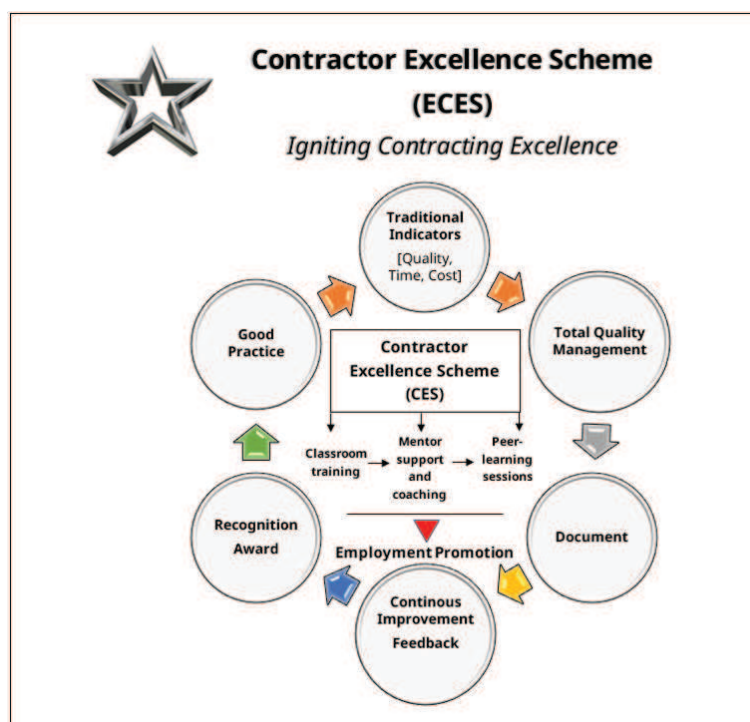 Contractor Excellence Scheme
(ECES)
Igniting Contracting Excellence
Traditional
Indicators
[Quality,
Time, Cost]
Good
Practice
Total Quality
Management
Contractor
Excellence Scheme
(CES)
Classroom
training
Mentor
support
and
coaching
Peer-
learning
sessions
Recognition
Award
Document
Employment Promotion
Continous
Improvement
Feedback